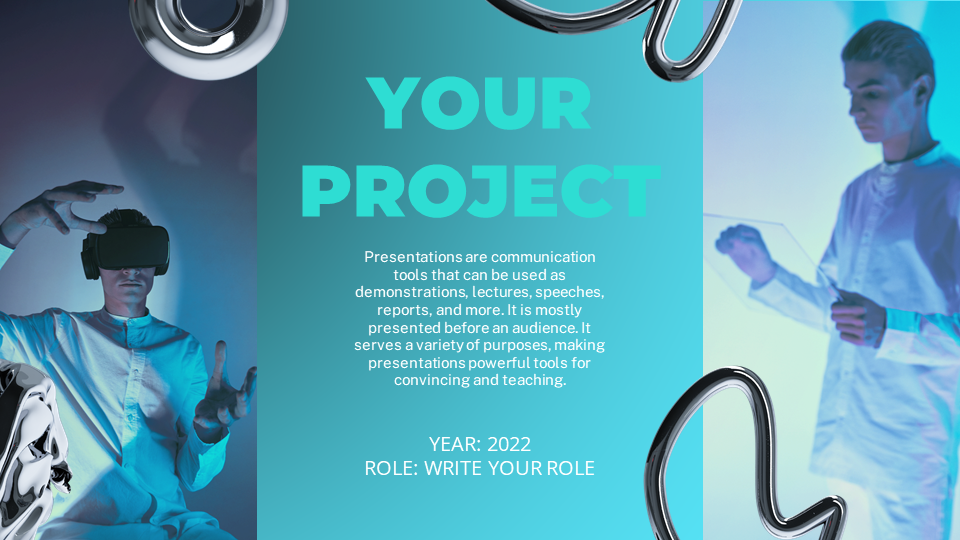 YOUR
PROJECT
Presentations are communication
tools that can be used as
demonstrations, lectures, speeches,
reports, and more. It is mostly
presented before an audience. It
serves a variety of purposes, making
presentations powerful tools for
convincing and teaching.
YEAR: 2022
ROLE: WRITE YOUR ROLE